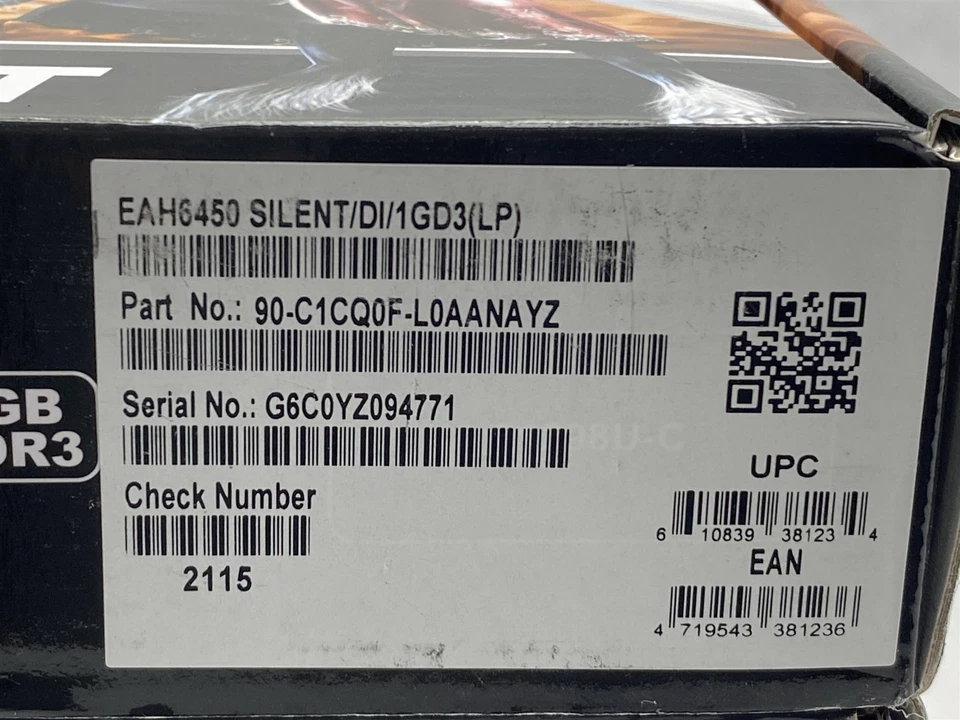 T
EAH6450 SILENT/DI/1GD3(LP)
Part No.: 90-C1CQ0F-L0AANAYZ
GB
DR3
Serial No.: G6C0YZ094771
Check Number
2115
UPC
6 10839 38123 4
EAN
4 719543 381236